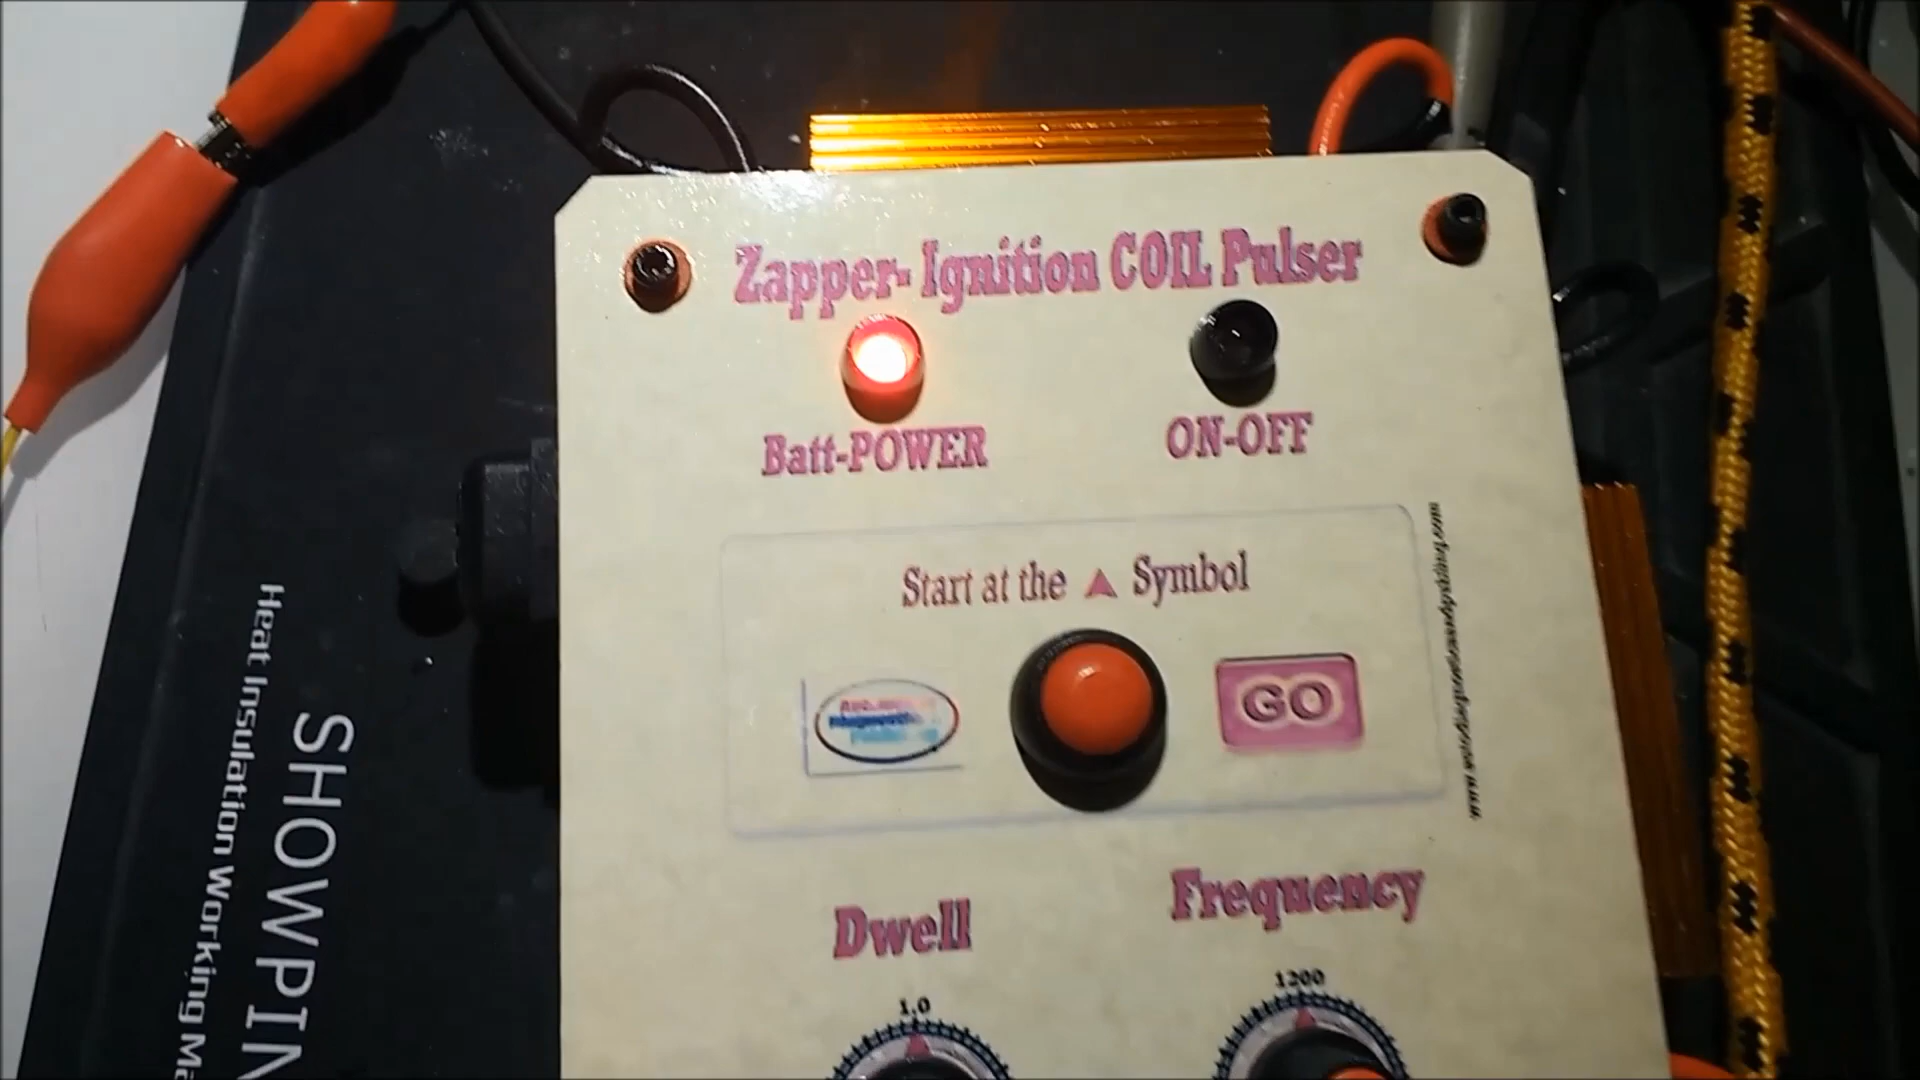 Zapper- Ignition COIL Pulser
Batt-POWER
ON-OFF
Start at the ▲ Symbol
GO
Dwell
Frequency
1.0
1200
SHOWPIN
Heat Insulation Working Ma